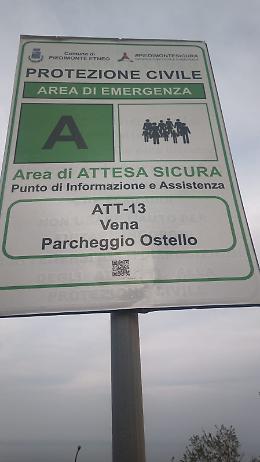 Comune di
PIEDIMONTE ETNEO
#PIEDIMONTESICURA
PROTEZIONE CIVILE
AREA DI EMERGENZA
A
Area di ATTESA SICURA
Punto di Informazione e Assistenza
ATT-13
Vena
Parcheggio Ostello